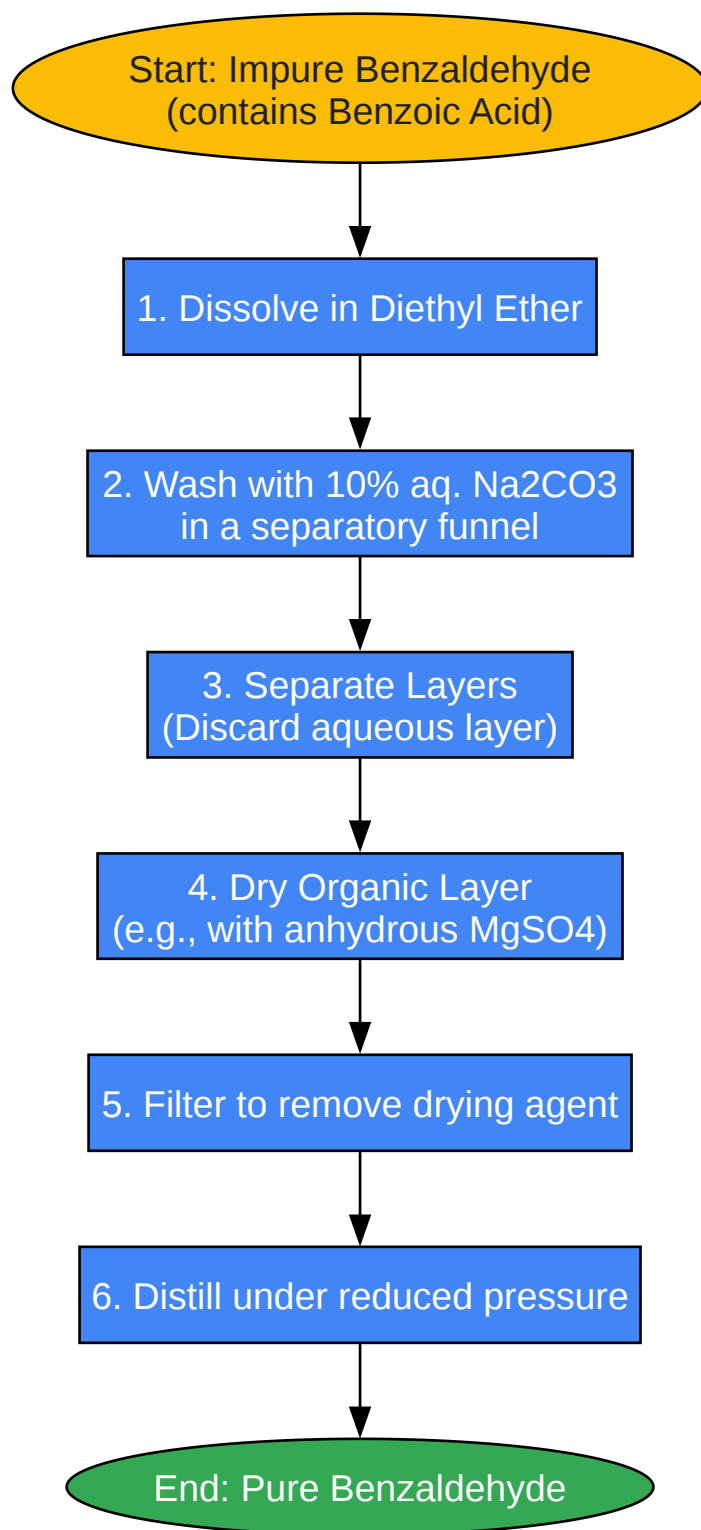 Start: Impure Benzaldehyde
(contains Benzoic Acid)
1. Dissolve in Diethyl Ether
2. Wash with 10% aq. Na2CO3
in a separatory funnel
3. Separate Layers
(Discard aqueous layer)
4. Dry Organic Layer
(e.g., with anhydrous MgSO4)
5. Filter to remove drying agent
6. Distill under reduced pressure
End: Pure Benzaldehyde